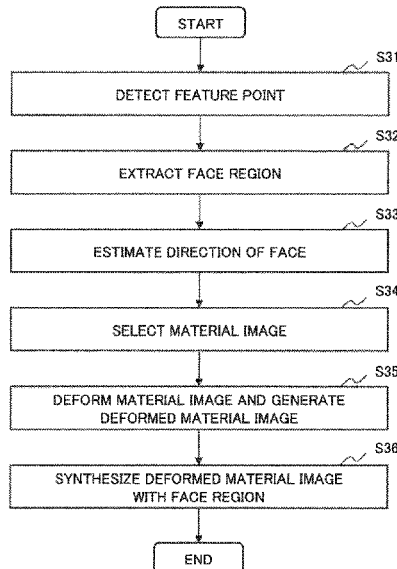 START
S31
DETECT FEATURE POINT
S32
EXTRACT FACE REGION
S33
ESTIMATE DIRECTION OF FACE
S34
SELECT MATERIAL IMAGE
S35
DEFORM MATERIAL IMAGE AND GENERATE
DEFORMED MATERIAL IMAGE
S36
SYNTHESIZE DEFORMED MATERIAL IMAGE
WITH FACE REGION
END